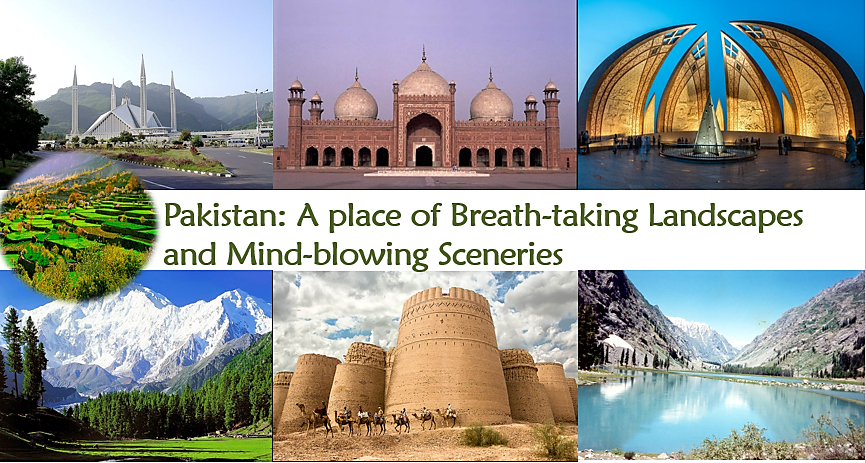 Pakistan: A place of Breath-taking Landscapes
and Mind-blowing Sceneries